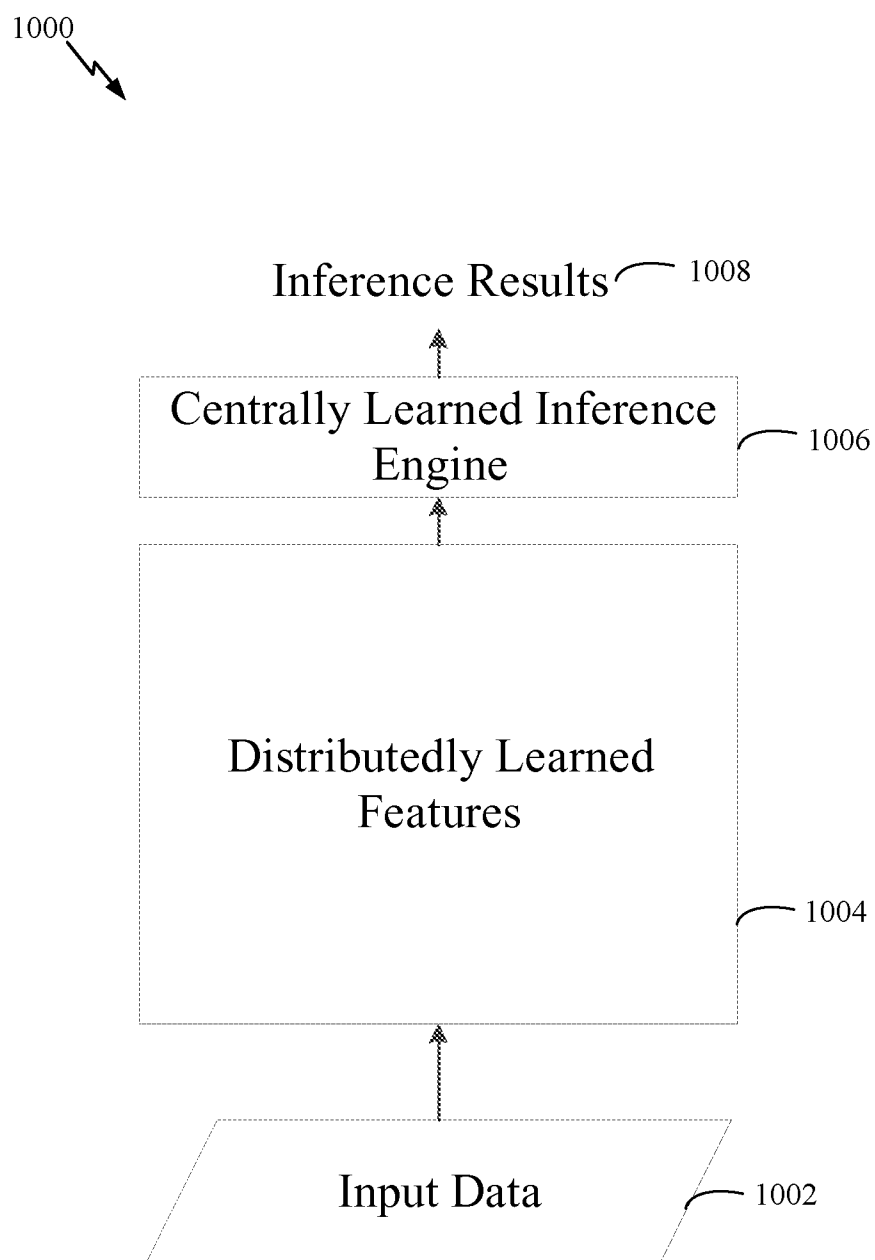 1000
Inference Results 1008
Centrally Learned Inference
Engine
1006
Distributedly Learned
Features
1004
Input Data 1002